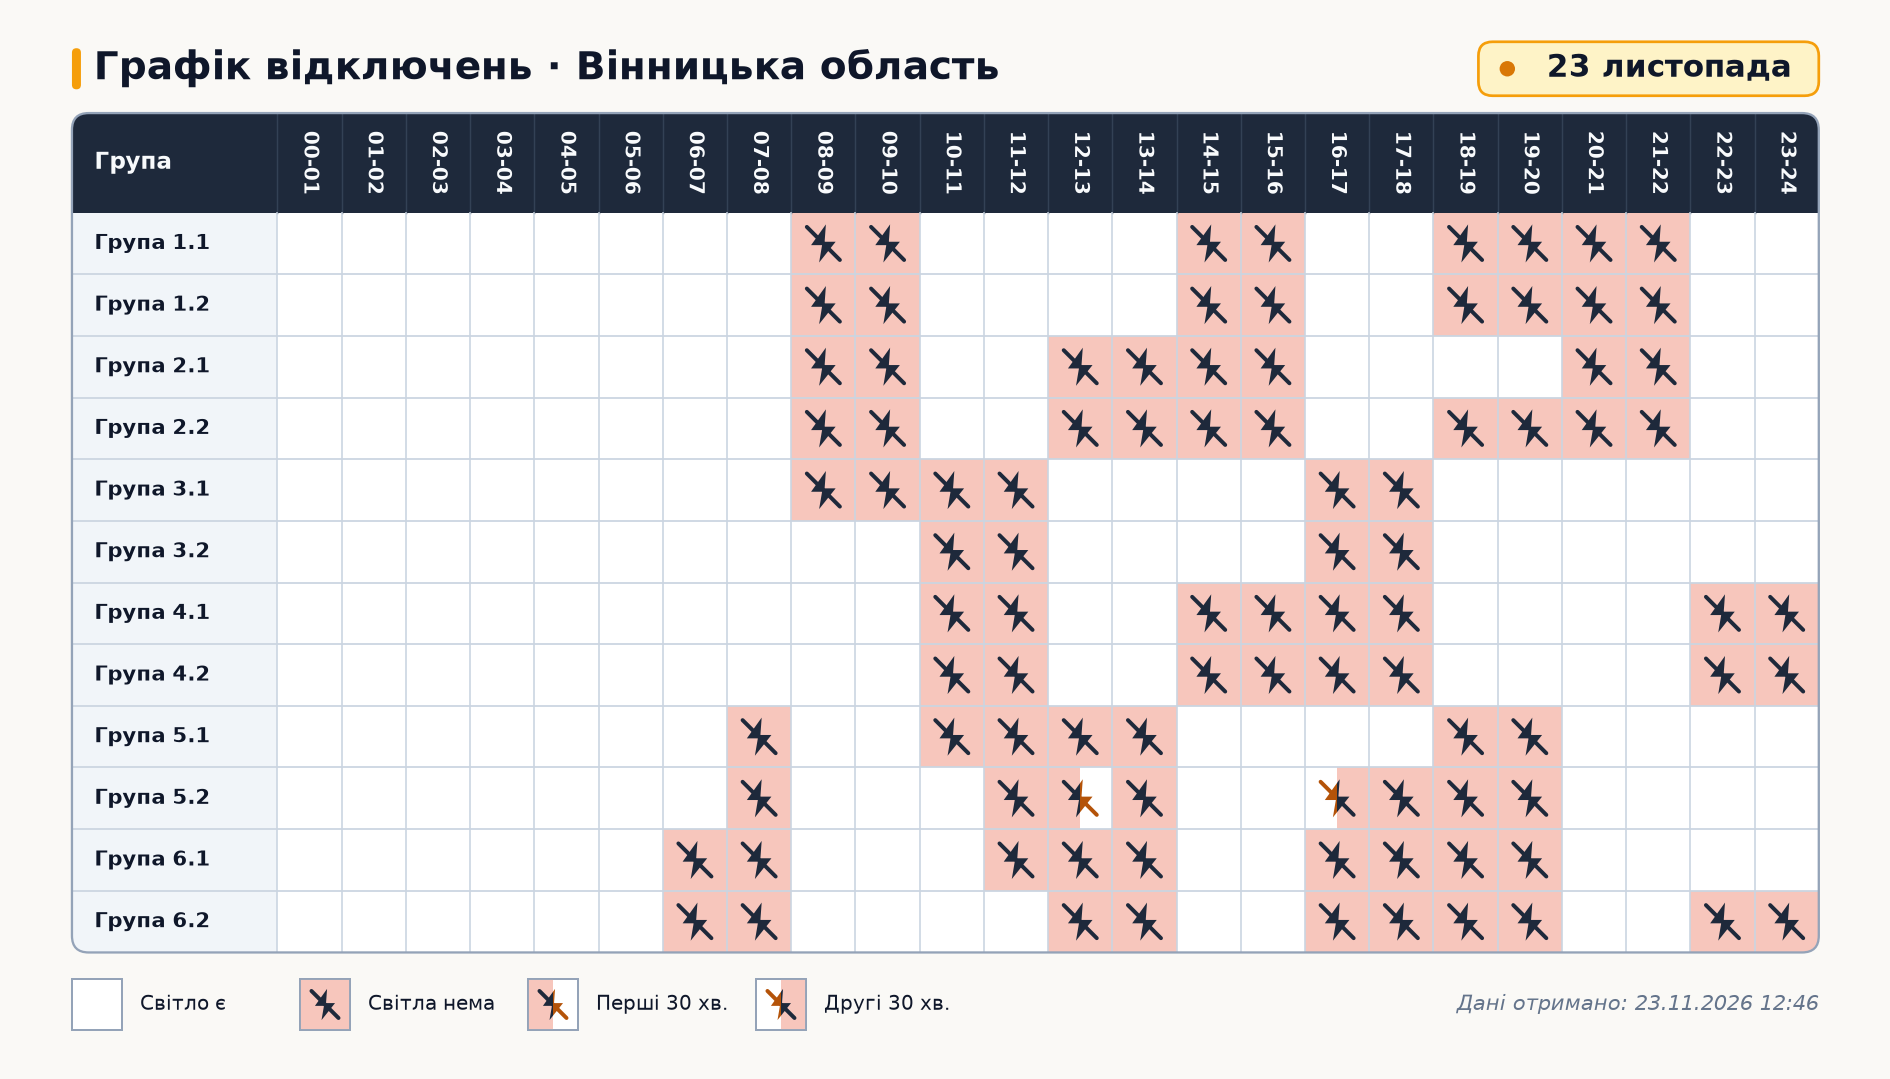 Графік відключень · Вінницька область
23 листопада
Група 00-01 01-02 02-03 03-04 04-05 05-06 06-07 07-08 08-09 09-10 10-11 11-12 12-13 13-14 14-15 15-16 16-17 17-18 18-19 19-20 20-21 21-22 22-23 23-24
Група 1.1
Група 1.2
Група 2.1
Група 2.2
Група 3.1
Група 3.2
Група 4.1
Група 4.2
Група 5.1
Група 5.2
Група 6.1
Група 6.2
Світло є Світла нема Перші 30 хв. Другі 30 хв.
Дані отримано: 23.11.2026 12:46